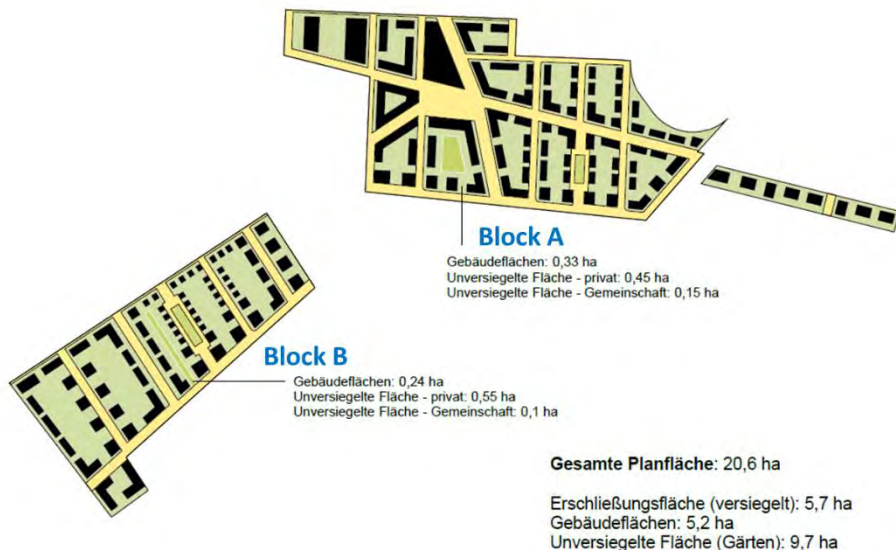 Block A
Gebäudeflächen: 0,33 ha
Unversiegelte Fläche - privat: 0,45 ha
Unversiegelte Fläche - Gemeinschaft: 0,15 ha
Block B
Gebäudeflächen: 0,24 ha
Unversiegelte Fläche - privat: 0,55 ha
Unversiegelte Fläche - Gemeinschaft: 0,1 ha
Gesamte Planfläche: 20,6 ha
Erschließungsfläche (versiegelt): 5,7 ha
Gebäudeflächen: 5,2 ha
Unversiegelte Fläche (Gärten): 9,7 ha